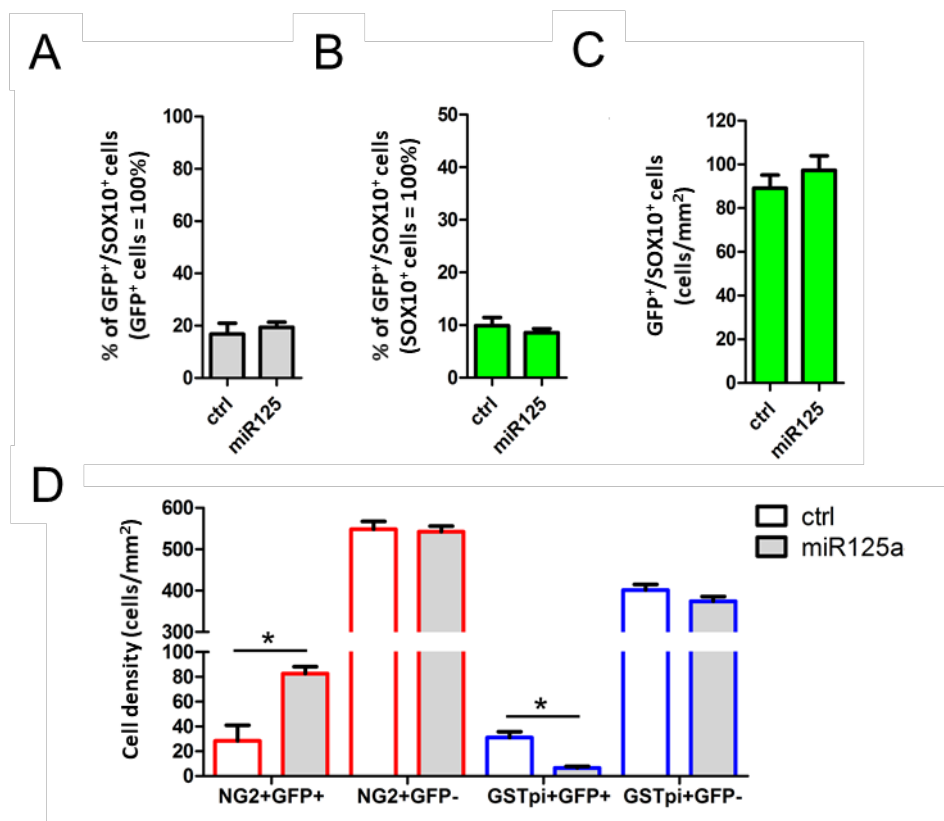 A
B
C
% of GFP⁺/SOX10⁺ cells
(GFP⁺ cells = 100%)
100
80
60
40
20
0
ctrl
miR125
% of GFP⁺/SOX10⁺ cells
(SOX10⁺ cells = 100%)
50
40
30
20
10
0
ctrl
miR125
GFP⁺/SOX10⁺ cells
(cells/mm²)
120
100
80
60
40
20
0
ctrl
miR125
D
Cell density (cells/mm²)
600
500
400
300
100
80
60
40
20
0
*
*
ctrl
miR125a
NG2+GFP+
NG2+GFP-
GSTpi+GFP+
GSTpi+GFP-